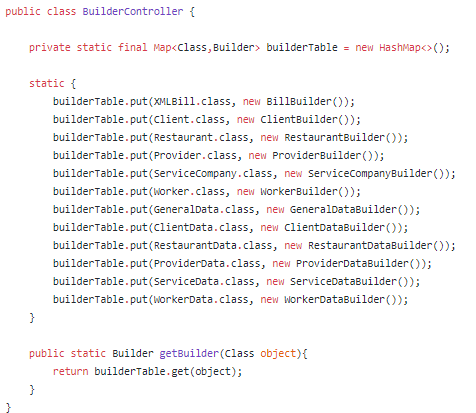 public class BuilderController {
    private static final Map<Class,Builder> builderTable = new HashMap<>();
    static {
        builderTable.put(XMLBill.class, new BillBuilder());
        builderTable.put(Client.class, new ClientBuilder());
        builderTable.put(Restaurant.class, new RestaurantBuilder());
        builderTable.put(Provider.class, new ProviderBuilder());
        builderTable.put(ServiceCompany.class, new ServiceCompanyBuilder());
        builderTable.put(Worker.class, new WorkerBuilder());
        builderTable.put(GeneralData.class, new GeneralDataBuilder());
        builderTable.put(ClientData.class, new ClientDataBuilder());
        builderTable.put(RestaurantData.class, new RestaurantDataBuilder());
        builderTable.put(ProviderData.class, new ProviderDataBuilder());
        builderTable.put(ServiceData.class, new ServiceDataBuilder());
        builderTable.put(WorkerData.class, new WorkerDataBuilder());
    }
    public static Builder getBuilder(Class object){
        return builderTable.get(object);
    }
}